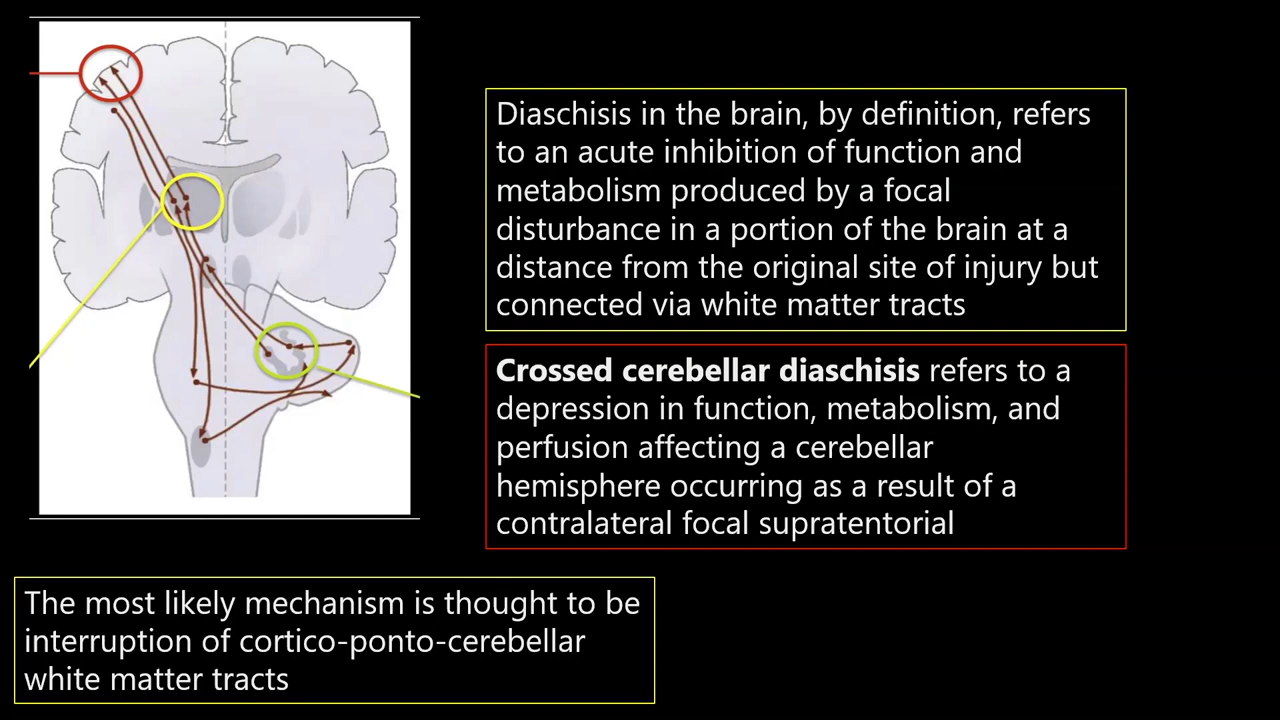 Diaschisis in the brain, by definition, refers
to an acute inhibition of function and
metabolism produced by a focal
disturbance in a portion of the brain at a
distance from the original site of injury but
connected via white matter tracts
Crossed cerebellar diaschisis refers to a
depression in function, metabolism, and
perfusion affecting a cerebellar
hemisphere occurring as a result of a
contralateral focal supratentorial
The most likely mechanism is thought to be
interruption of cortico-ponto-cerebellar
white matter tracts